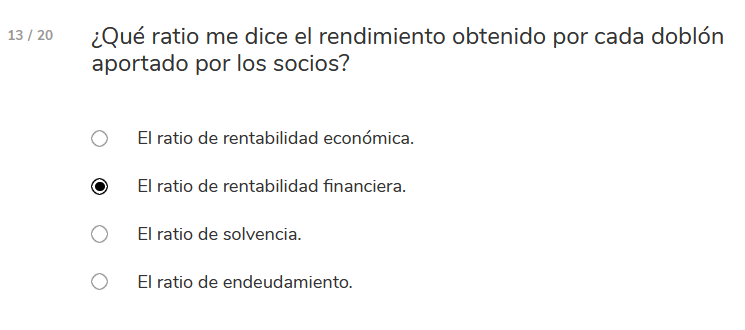 13 / 20
¿Qué ratio me dice el rendimiento obtenido por cada doblón
aportado por los socios?
El ratio de rentabilidad económica.
El ratio de rentabilidad financiera.
El ratio de solvencia.
El ratio de endeudamiento.